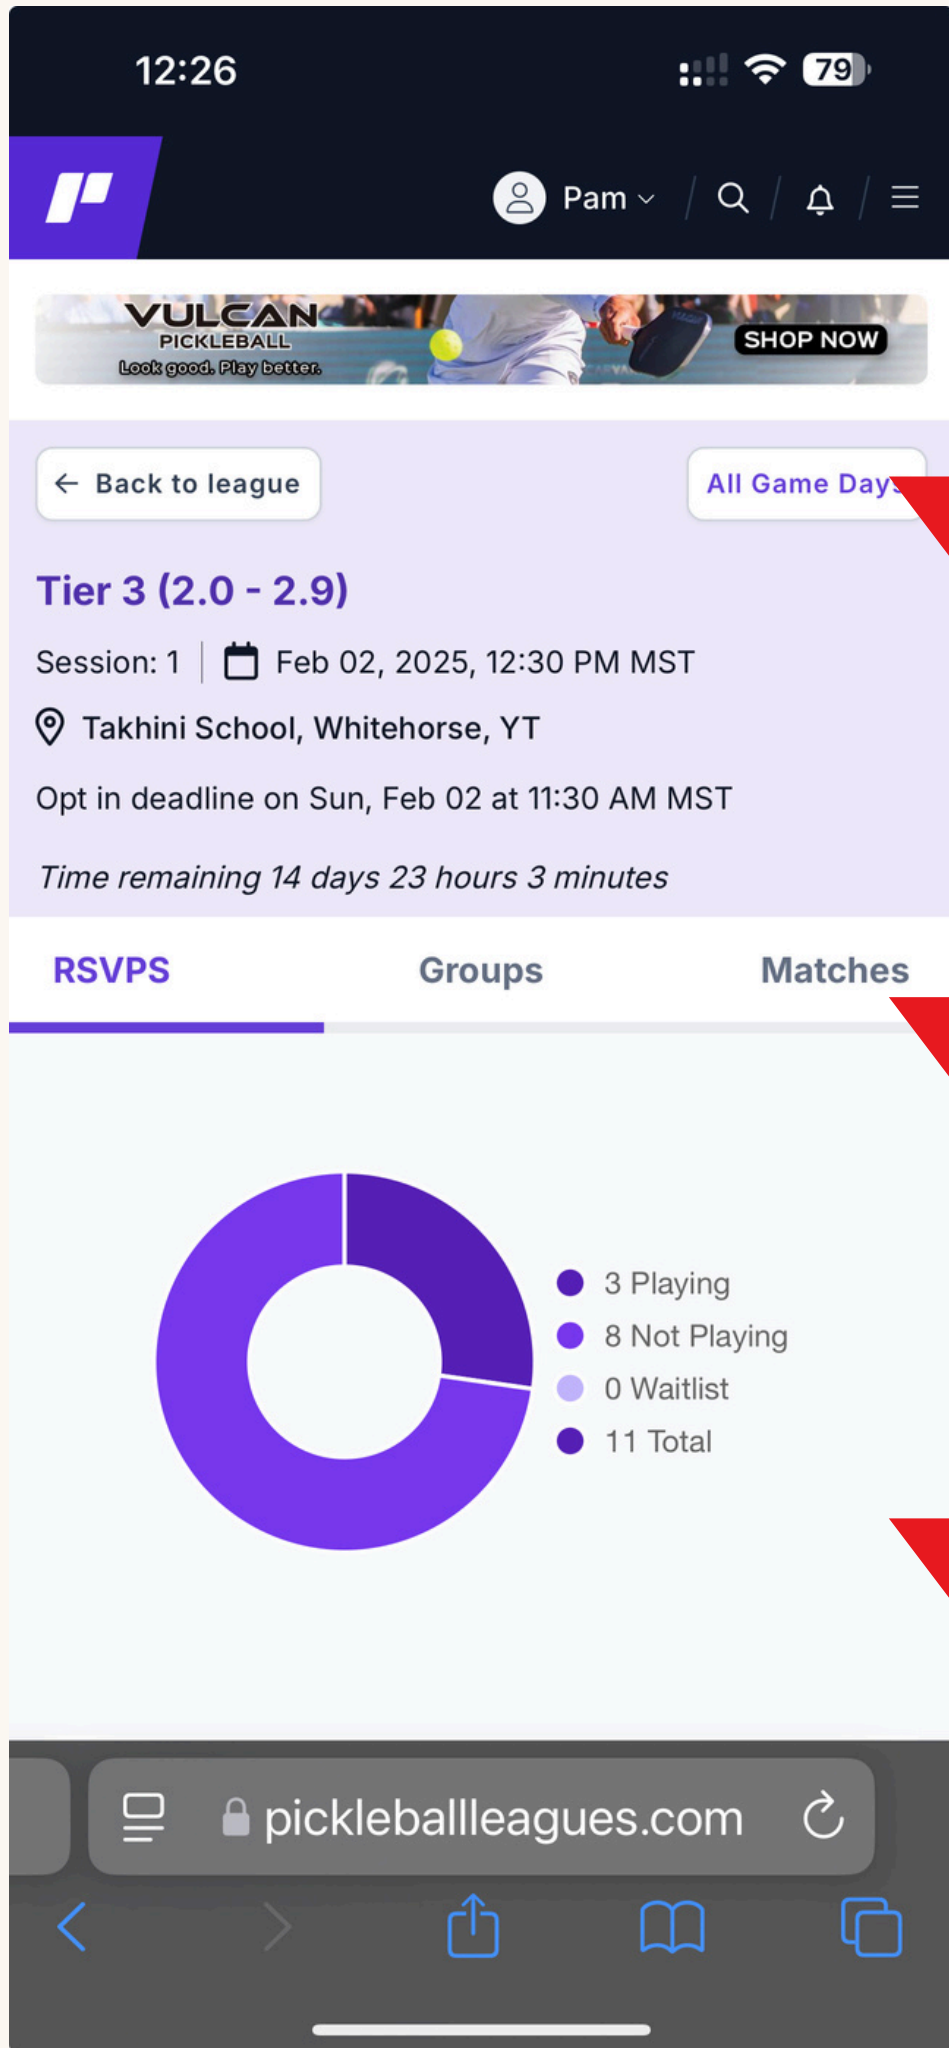 12:26
79
Pam
VULCAN
PICKLEBALL
Look good. Play better.
SHOP NOW
Back to league
All Game Days
Tier 3 (2.0 - 2.9)
Session: 1
Feb 02, 2025, 12:30 PM MST
Takhini School, Whitehorse, YT
Opt in deadline on Sun, Feb 02 at 11:30 AM MST
Time remaining 14 days 23 hours 3 minutes
RSVPS
Groups
Matches
3 Playing
8 Not Playing
0 Waitlist
11 Total
pickleballleagues.com